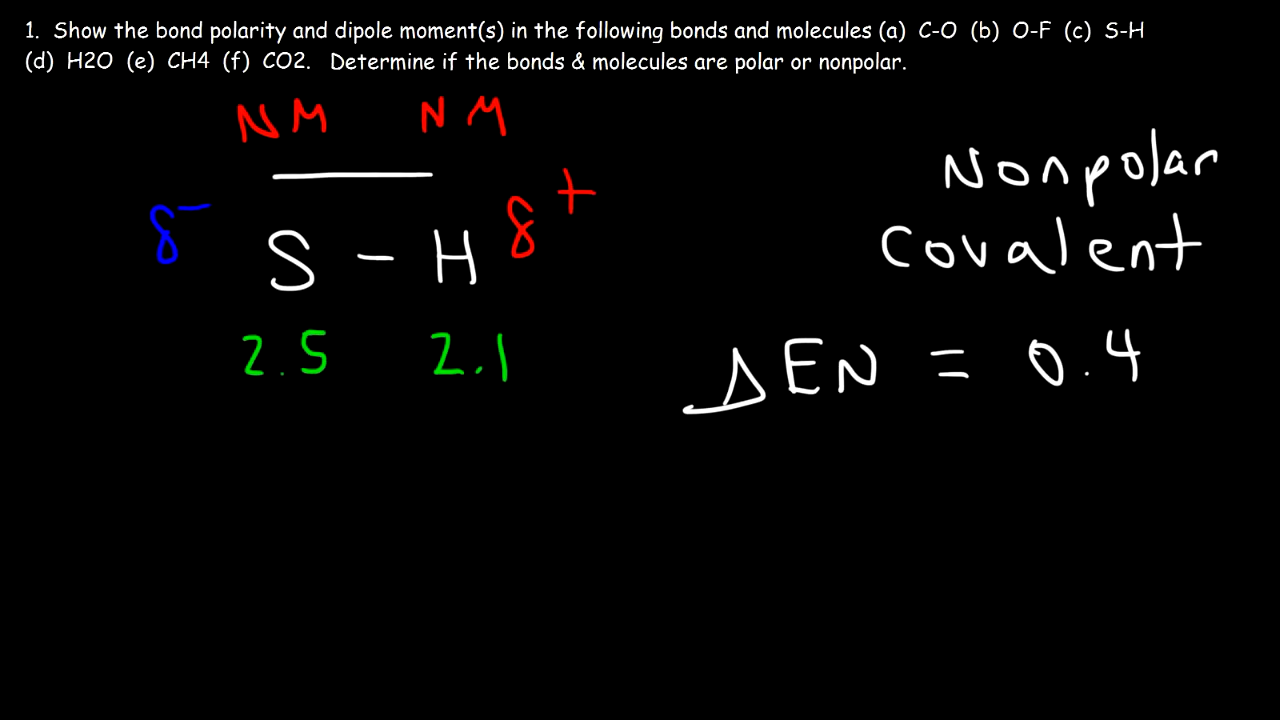 1. Show the bond polarity and dipole moment(s) in the following bonds and molecules (a) C-O (b) O-F (c) S-H
(d) H2O (e) CH4 (f) CO2. Determine if the bonds & molecules are polar or nonpolar.
NM NM
Nonpolar
δ- S - H δ+
Covalent
2.5 2.1
ΔEN = 0.4